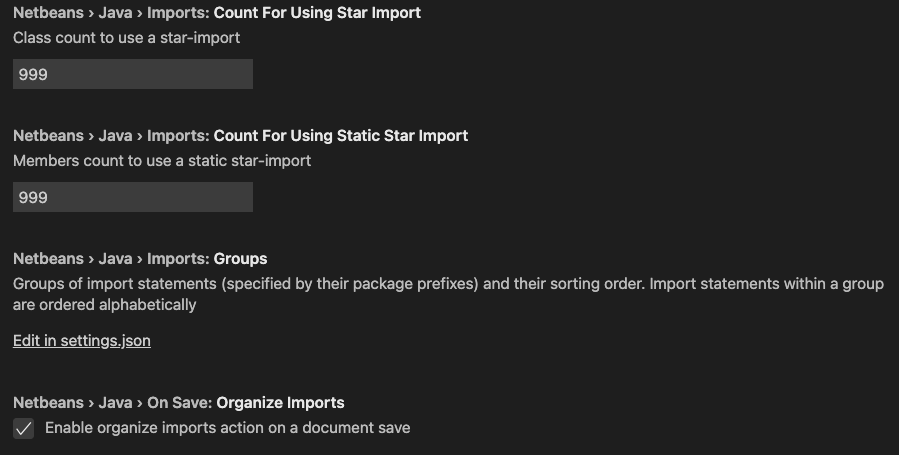 Netbeans › Java › Imports: Count For Using Star Import
Class count to use a star-import
999
Netbeans › Java › Imports: Count For Using Static Star Import
Members count to use a static star-import
999
Netbeans › Java › Imports: Groups
Groups of import statements (specified by their package prefixes) and their sorting order. Import statements within a group
are ordered alphabetically
Edit in settings.json
Netbeans › Java › On Save: Organize Imports
Enable organize imports action on a document save